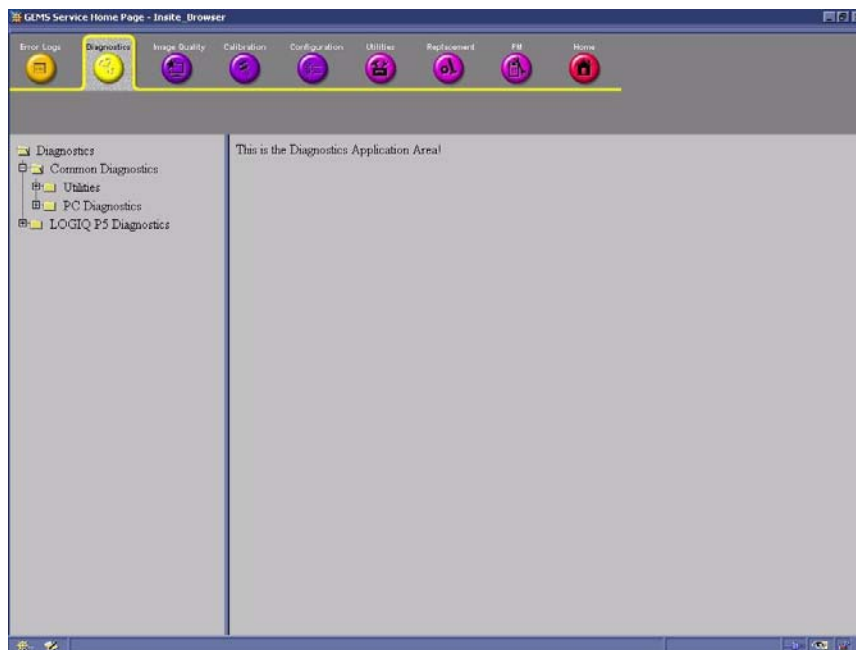 GEMS Service Home Page - Insite_Browser
Error Logs Diagnostics Image Quality Calibration Configuration Utilities Replacement PM Home
Diagnostics
Common Diagnostics
Utilities
PC Diagnostics
LOGIQ P5 Diagnostics
This is the Diagnostics Application Area!